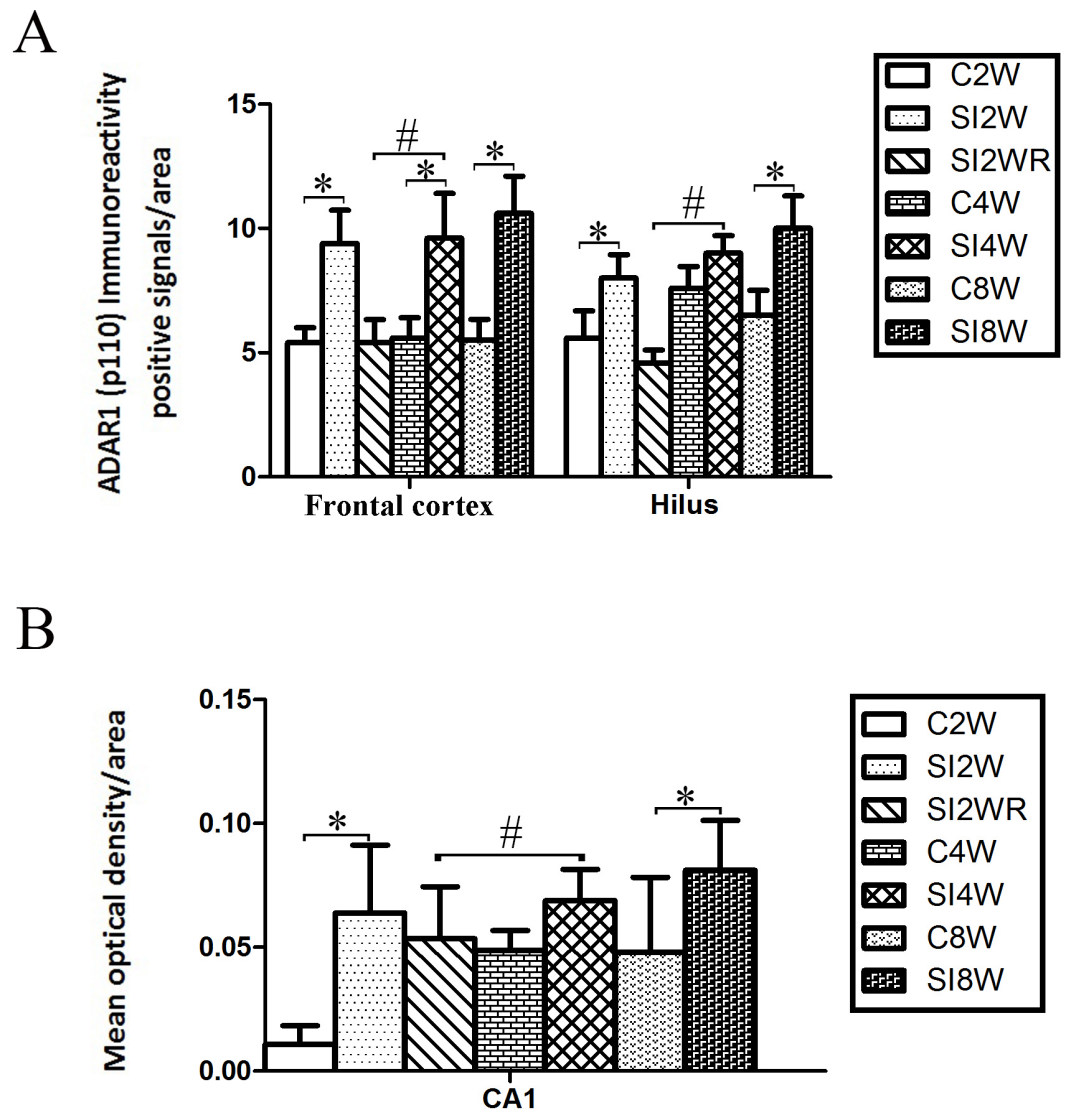 A
ADAR1 (p110) Immunoreactivity
positive signals/area
15
10
5
0
*
#
*
*
*
#
*
Frontal cortex
Hilus
C2W
SI2W
SI2WR
C4W
SI4W
C8W
SI8W
B
Mean optical density/area
0.15
0.10
0.05
0.00
*
#
*
CA1
C2W
SI2W
SI2WR
C4W
SI4W
C8W
SI8W